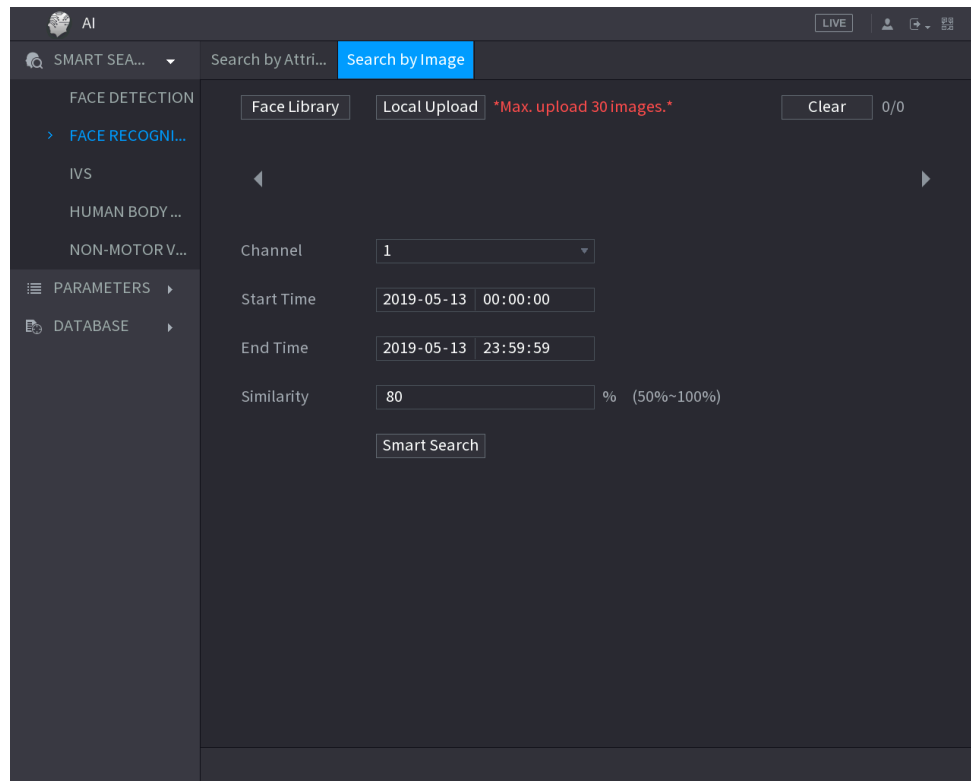 AI
LIVE
SMART SEA...
Search by Attri...
Search by Image
FACE DETECTION
FACE RECOGNI...
IVS
HUMAN BODY ...
NON-MOTOR V...
PARAMETERS
DATABASE
Face Library
Local Upload
*Max. upload 30 images.*
Clear
0/0
Channel
1
Start Time
2019-05-13 00:00:00
End Time
2019-05-13 23:59:59
Similarity
80
% (50%~100%)
Smart Search